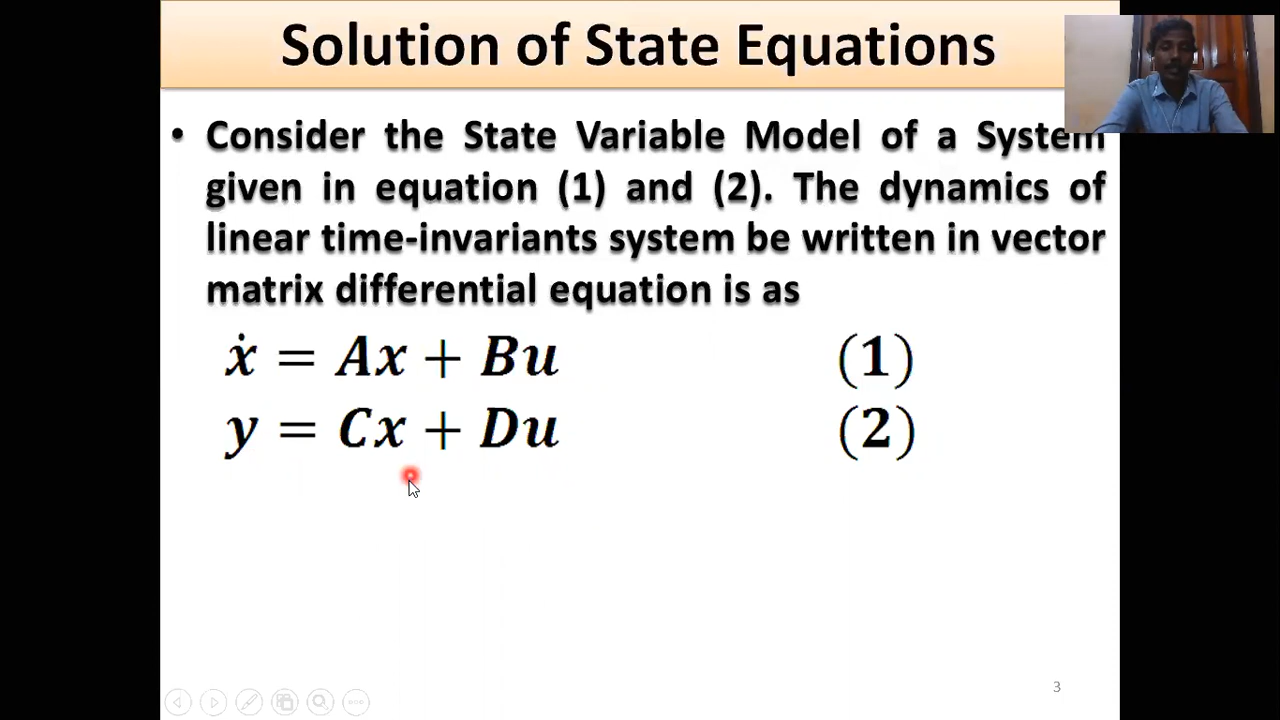 Solution of State Equations
• Consider the State Variable Model of a System
given in equation (1) and (2). The dynamics of
linear time-invariants system be written in vector
matrix differential equation is as
ẋ = Ax + Bu (1)
y = Cx + Du (2)
3